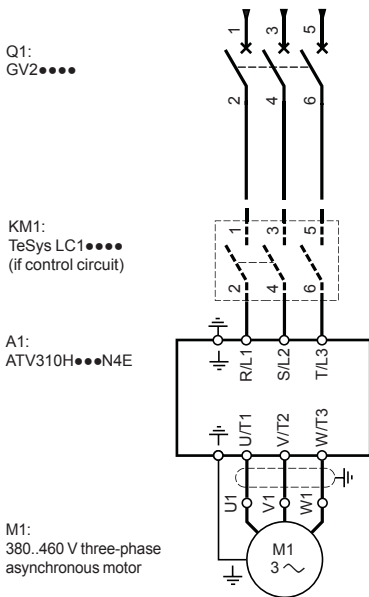 1 3 5
Q1:
GV2●●●●
2 4 6
KM1:
TeSys LC1●●●●
(if control circuit)
1 3 5
2 4 6
A1:
ATV310H●●●N4E
R/L1 S/L2 T/L3
U/T1 V/T2 W/T3
U1 V1 W1
M1:
380..460 V three-phase
asynchronous motor
M1
3 ~